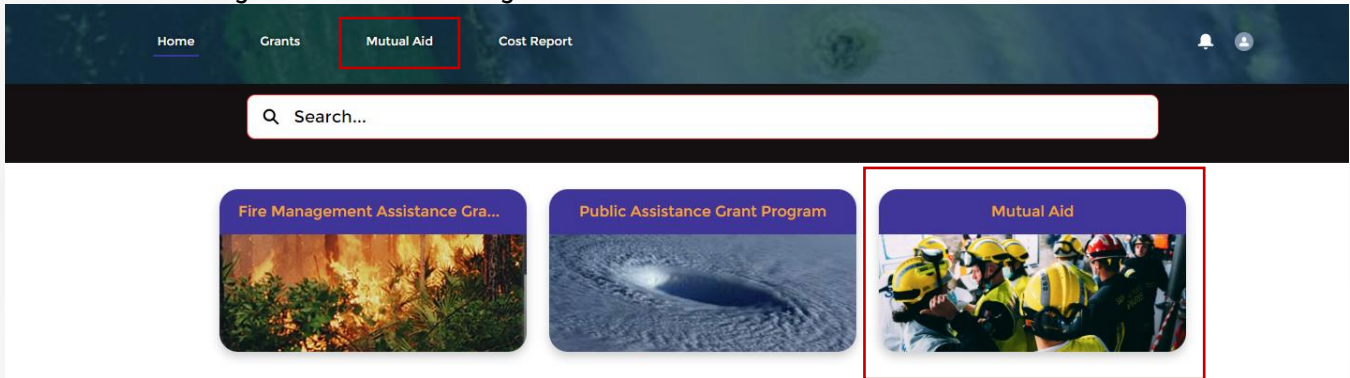 Home Grants Mutual Aid Cost Report
Search...
Fire Management Assistance Gra... Public Assistance Grant Program Mutual Aid